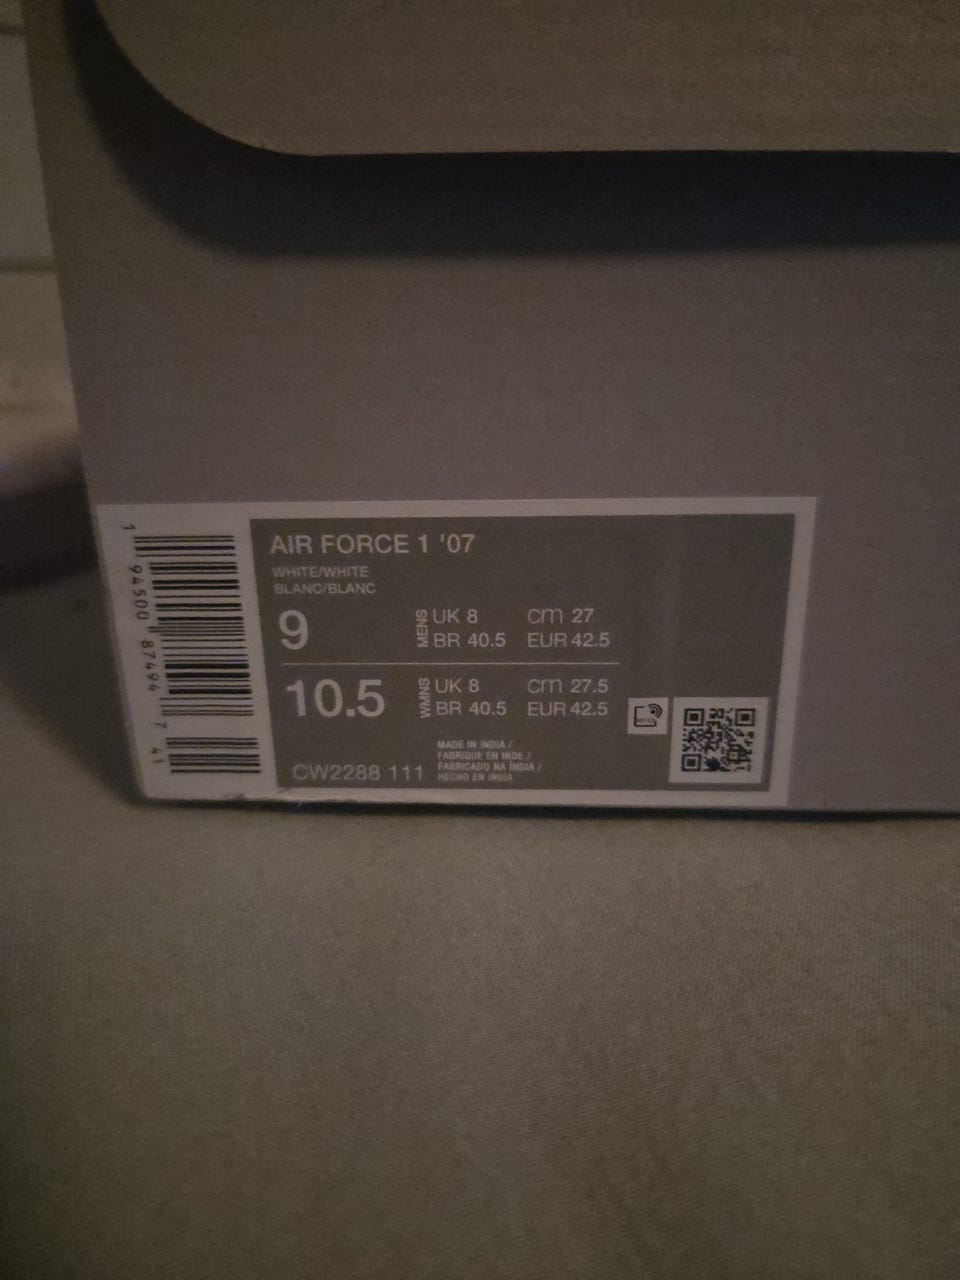 AIR FORCE 1 '07
WHITE/WHITE
BLANC/BLANC
9 MENS UK 8 cm 27
BR 40.5 EUR 42.5
10.5 WMNS UK 8 cm 27.5
BR 40.5 EUR 42.5
MADE IN INDIA /
FABRIQUE EN INDE /
FABRICADO NA INDIA /
HECHO EN INDIA
CW2288 111
1 94500 87494 7 41